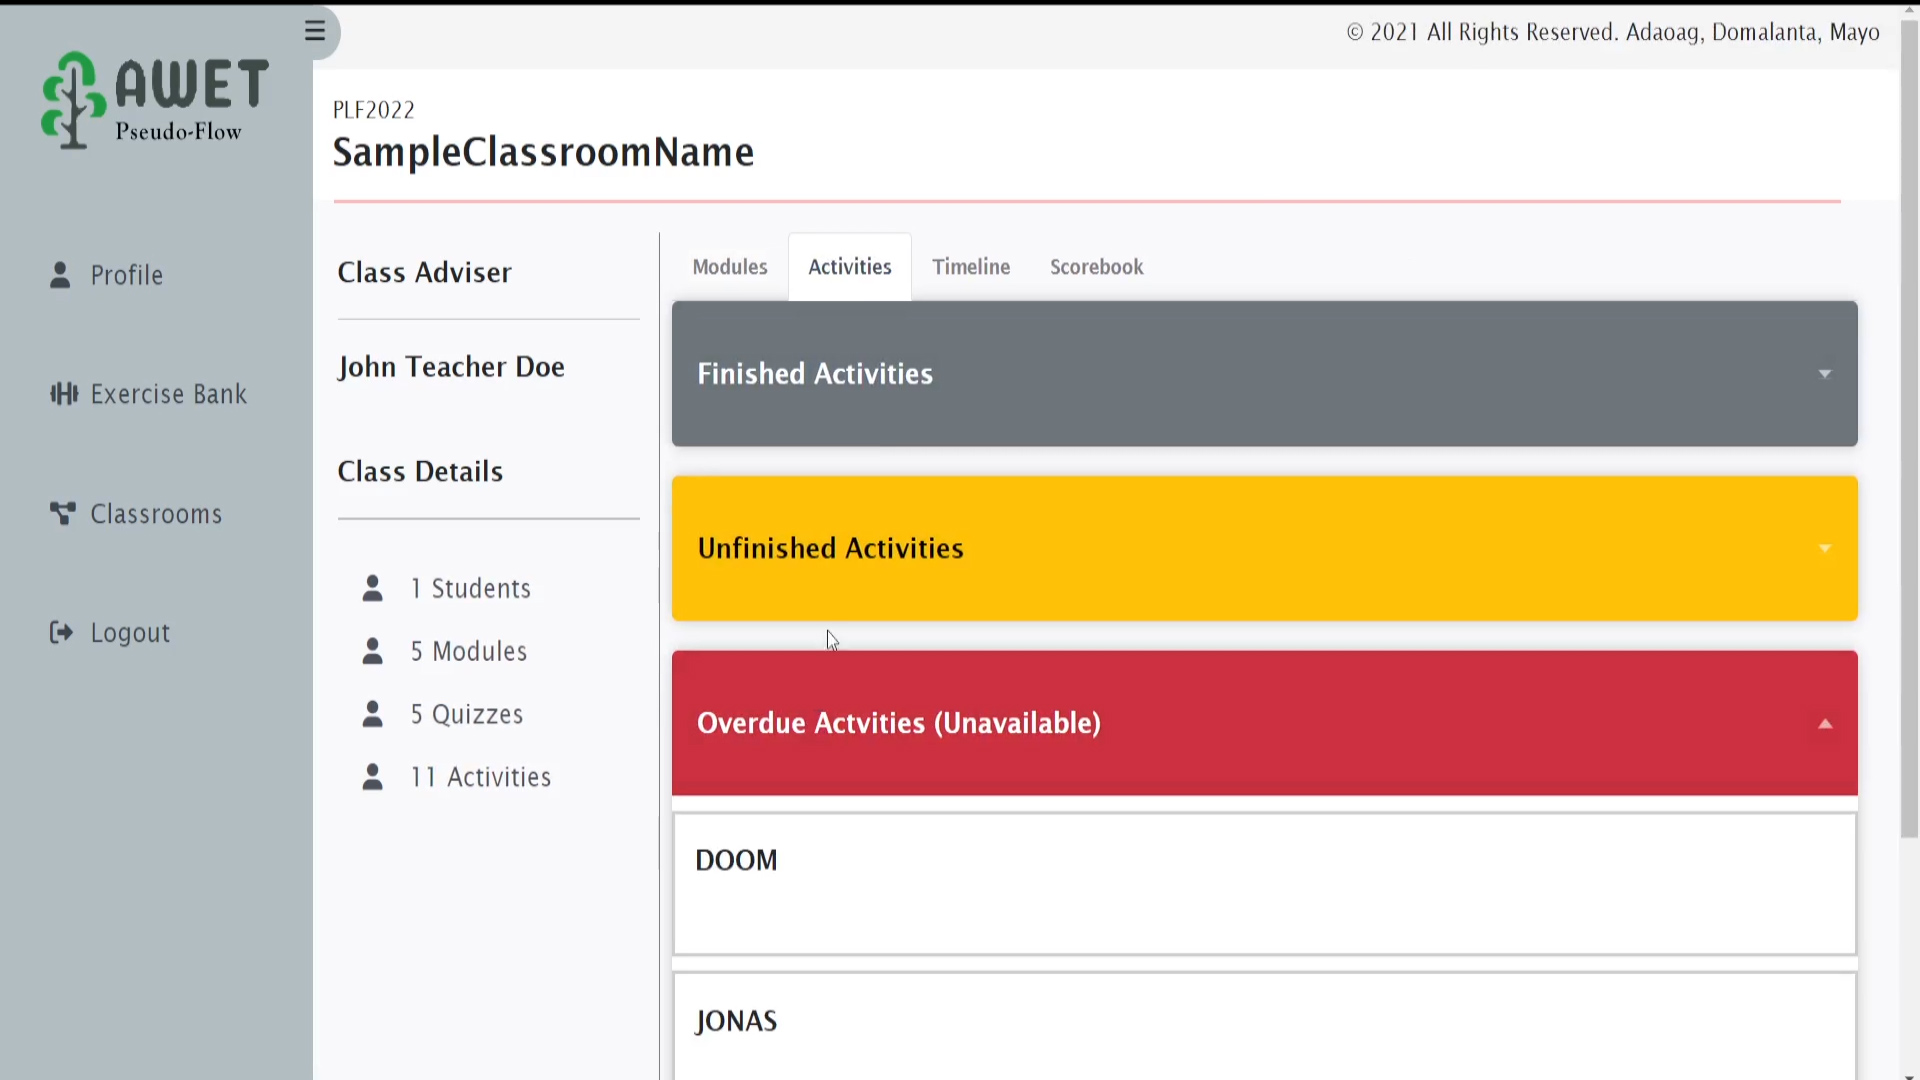 © 2021 All Rights Reserved. Adaoag, Domalanta, Mayo
AWET
Pseudo-Flow
Profile
Exercise Bank
Classrooms
Logout
PLF2022
SampleClassroomName
Class Adviser
John Teacher Doe
Class Details
1 Students
5 Modules
5 Quizzes
11 Activities
Modules Activities Timeline Scorebook
Finished Activities
Unfinished Activities
Overdue Actvities (Unavailable)
DOOM
JONAS